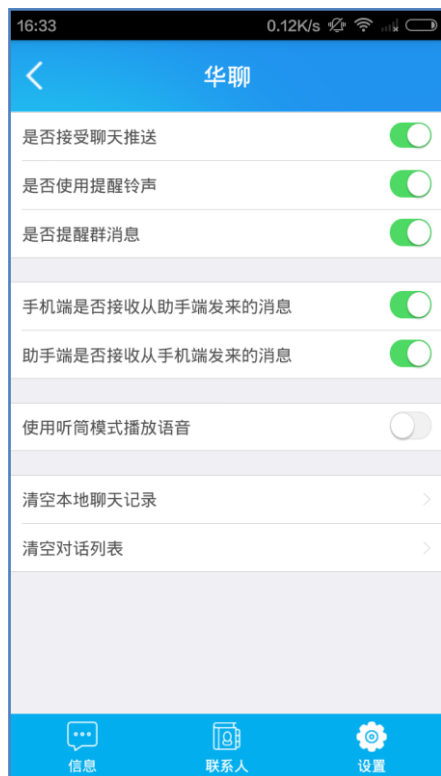 16:33 0.12K/s
华聊
是否接受聊天推送
是否使用提醒铃声
是否提醒群消息
手机端是否接收从助手端发来的消息
助手端是否接收从手机端发来的消息
使用听筒模式播放语音
清空本地聊天记录
清空对话列表
信息 联系人 设置